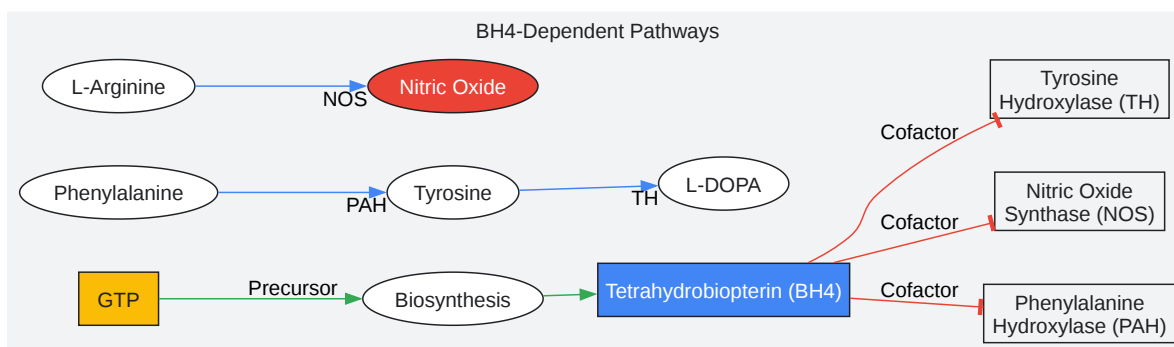 BH4-Dependent Pathways
L-Arginine
NOS
Nitric Oxide
Tyrosine
Hydroxylase (TH)
Cofactor
Phenylalanine
PAH
Tyrosine
TH
L-DOPA
Nitric Oxide
Synthase (NOS)
Cofactor
GTP
Precursor
Biosynthesis
Tetrahydrobiopterin (BH4)
Cofactor
Phenylalanine
Hydroxylase (PAH)